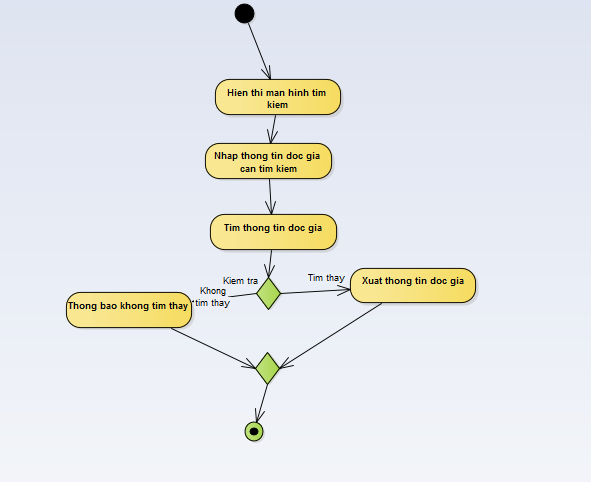 Hien thi man hinh tim
kiem
Nhap thong tin doc gia
can tim kiem
Tim thong tin doc gia
Kiem tra
Tim thay
Xuat thong tin doc gia
Khong
tim thay
Thong bao khong tim thay